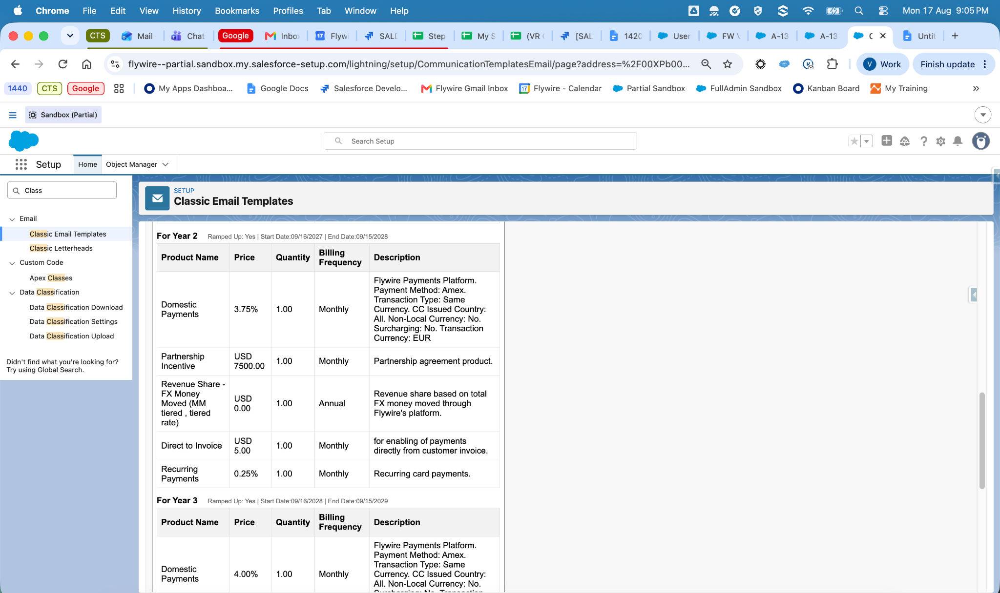 Chrome File Edit View History Bookmarks Profiles Tab Window Help Mon 17 Aug 9:05 PM
CTS Mail Chat Google Inbo 17 Flyw SALD Step My S (VR [SAL 1420 User FW A-13 A-13 Untit
flywire--partial.sandbox.my.salesforce-setup.com/lightning/setup/CommunicationTemplatesEmail/page?address=%2F00XPb00... V Work Finish update
1440 CTS Google My Apps Dashboa... Google Docs Salesforce Develo... Flywire Gmail Inbox 17 Flywire - Calendar Partial Sandbox FullAdmin Sandbox Kanban Board My Training
Sandbox (Partial)
Search Setup
Setup Home Object Manager
Class
Email
Classic Email Templates
Classic Letterheads
Custom Code
Apex Classes
Data Classification
Data Classification Download
Data Classification Settings
Data Classification Upload
Didn't find what you're looking for?
Try using Global Search.
SETUP
Classic Email Templates
For Year 2 Ramped Up: Yes | Start Date:09/16/2027 | End Date:09/15/2028
Product Name Price Quantity Billing Frequency Description
Domestic Payments 3.75% 1.00 Monthly
Flywire Payments Platform.
Payment Method: Amex.
Transaction Type: Same
Currency. CC Issued Country:
All. Non-Local Currency: No.
Surcharging: No. Transaction
Currency: EUR
Partnership Incentive USD 7500.00 1.00 Monthly Partnership agreement product.
Revenue Share -
FX Money
Moved (MM
tiered , tiered
rate)
USD 0.00 1.00 Annual
Revenue share based on total
FX money moved through
Flywire's platform.
Direct to Invoice USD 5.00 1.00 Monthly
for enabling of payments
directly from customer invoice.
Recurring Payments 0.25% 1.00 Monthly Recurring card payments.
For Year 3 Ramped Up: Yes | Start Date:09/16/2028 | End Date:09/15/2029
Product Name Price Quantity Billing Frequency Description
Domestic Payments 4.00% 1.00 Monthly
Flywire Payments Platform.
Payment Method: Amex.
Transaction Type: Same
Currency. CC Issued Country:
All. Non-Local Currency: No.